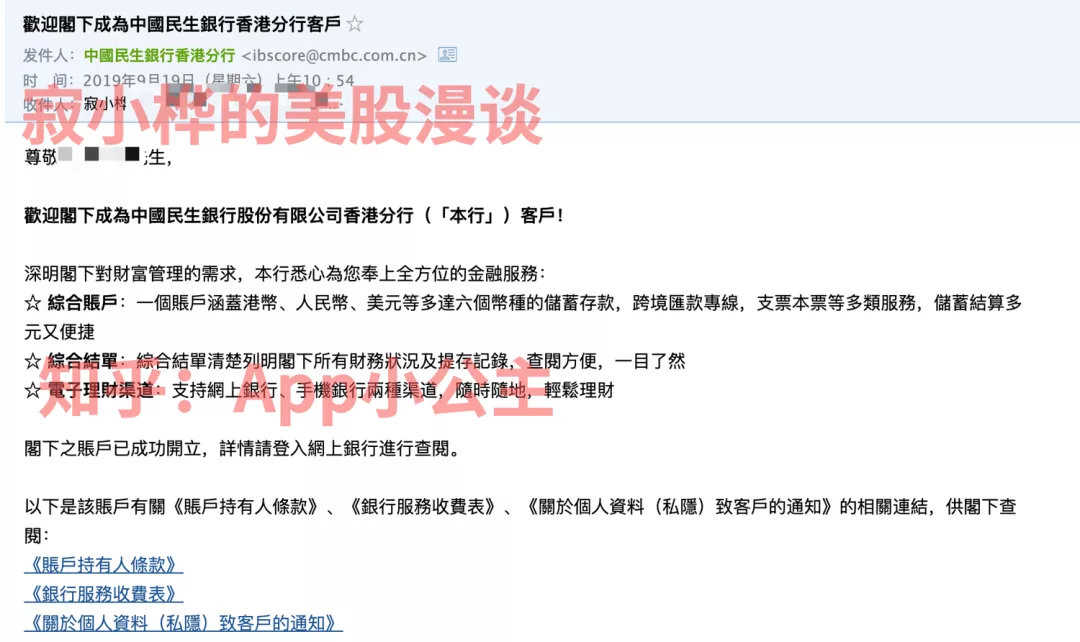 歡迎閣下成為中國民生銀行香港分行客戶 ☆
发件人：中國民生銀行香港分行 <ibscore@cmbc.com.cn>
时 间：2019年9月19日（星期六）上午10：54
收件人：寂小桦
寂小桦的美股漫谈
尊敬 先生，
歡迎閣下成為中國民生銀行股份有限公司香港分行（「本行」）客戶！
深明閣下對財富管理的需求，本行悉心為您奉上全方位的金融服務：
☆ 綜合賬戶：一個賬戶涵蓋港幣、人民幣、美元等多達六個幣種的儲蓄存款，跨境匯款專線，支票本票等多類服務，儲蓄結算多
元又便捷
☆ 綜合結單：綜合結單清楚列明閣下所有財務狀況及提存記錄，查閱方便，一目了然
☆ 電子理財渠道：支持網上銀行、手機銀行兩種渠道，隨時隨地，輕鬆理財
知乎：App小公主
閣下之賬戶已成功開立，詳情請登入網上銀行進行查閱。
以下是該賬戶有關《賬戶持有人條款》、《銀行服務收費表》、《關於個人資料（私隱）致客戶的通知》的相關連結，供閣下查
閱：
《賬戶持有人條款》
《銀行服務收費表》
《關於個人資料（私隱）致客戶的通知》